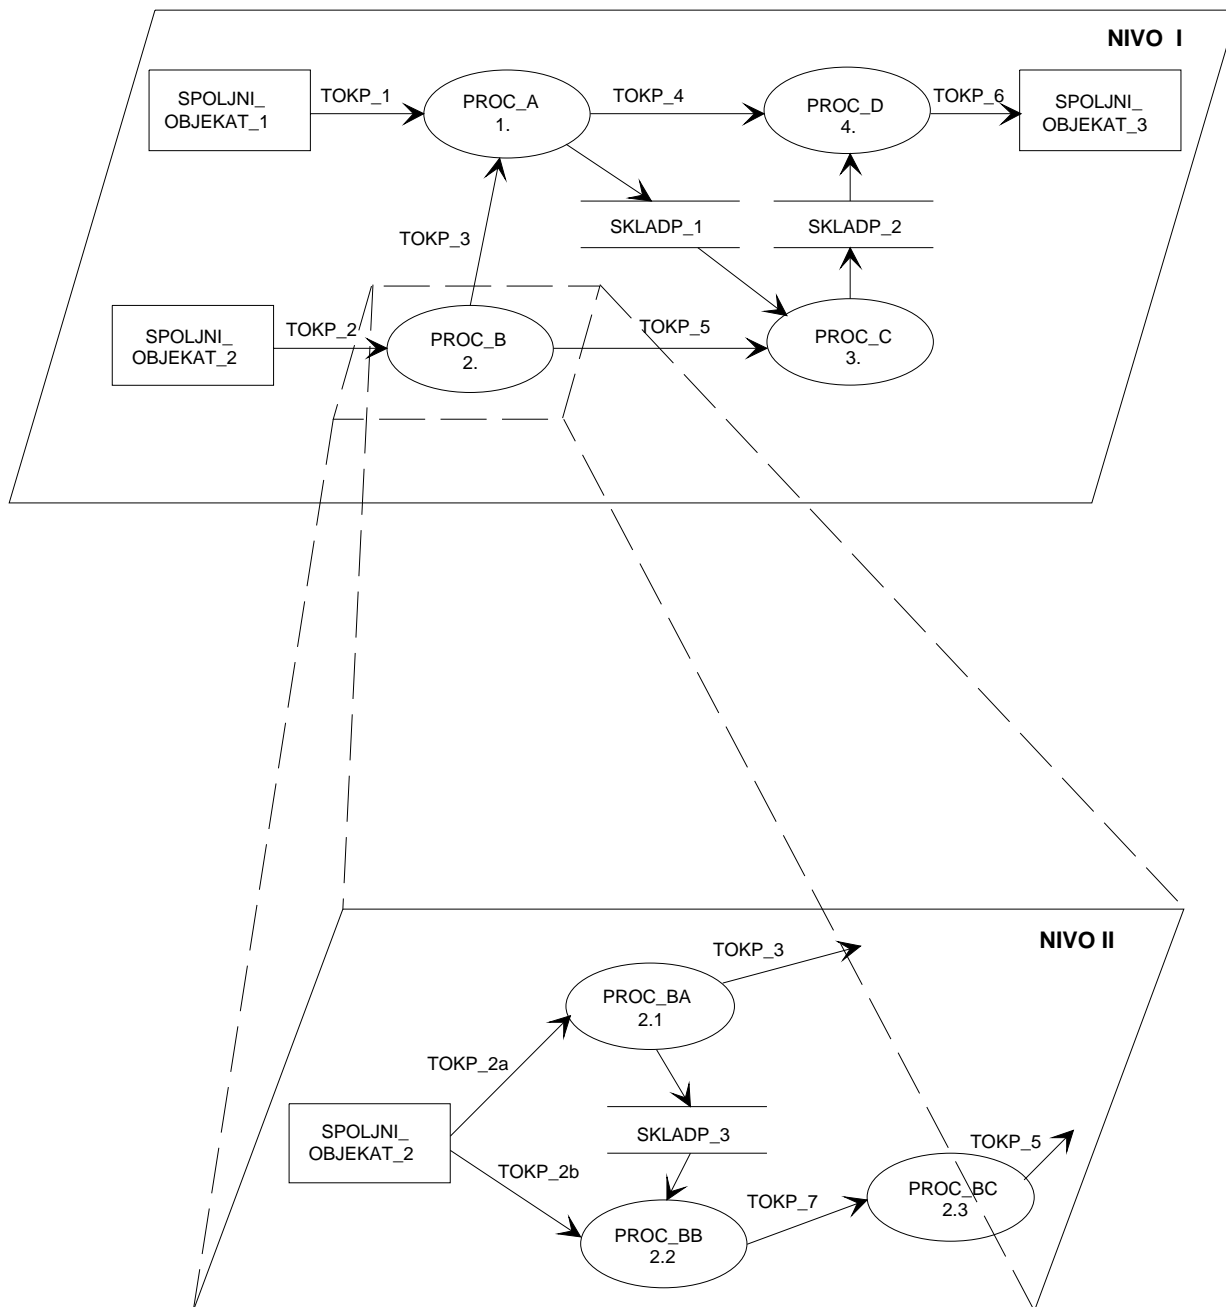 NIVO I
SPOLJNI_
OBJEKAT_1
TOKP_1
PROC_A
1.
TOKP_4
PROC_D
4.
TOKP_6
SPOLJNI_
OBJEKAT_3
TOKP_3
SKLADP_1
SKLADP_2
SPOLJNI_
OBJEKAT_2
TOKP_2
PROC_B
2.
TOKP_5
PROC_C
3.
NIVO II
TOKP_3
PROC_BA
2.1
TOKP_2a
SPOLJNI_
OBJEKAT_2
SKLADP_3
TOKP_5
TOKP_2b
TOKP_7
PROC_BC
2.3
PROC_BB
2.2